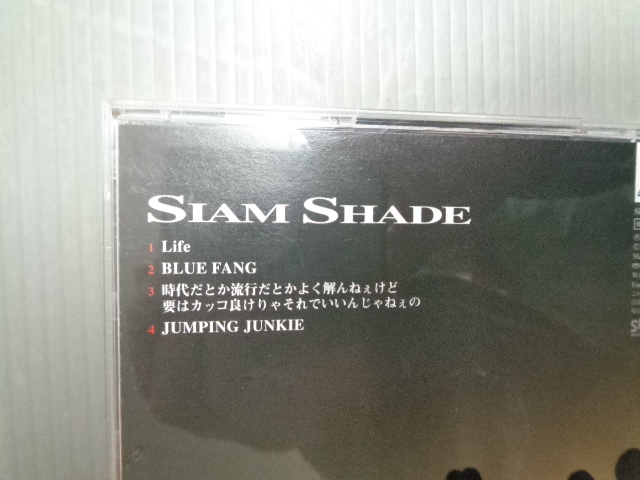 SIAM SHADE
1 Life
2 BLUE FANG
3 時代だとか流行だとかよく解んねぇけど
要はカッコ良けりゃそれでいいんじゃねぇの
4 JUMPING JUNKIE